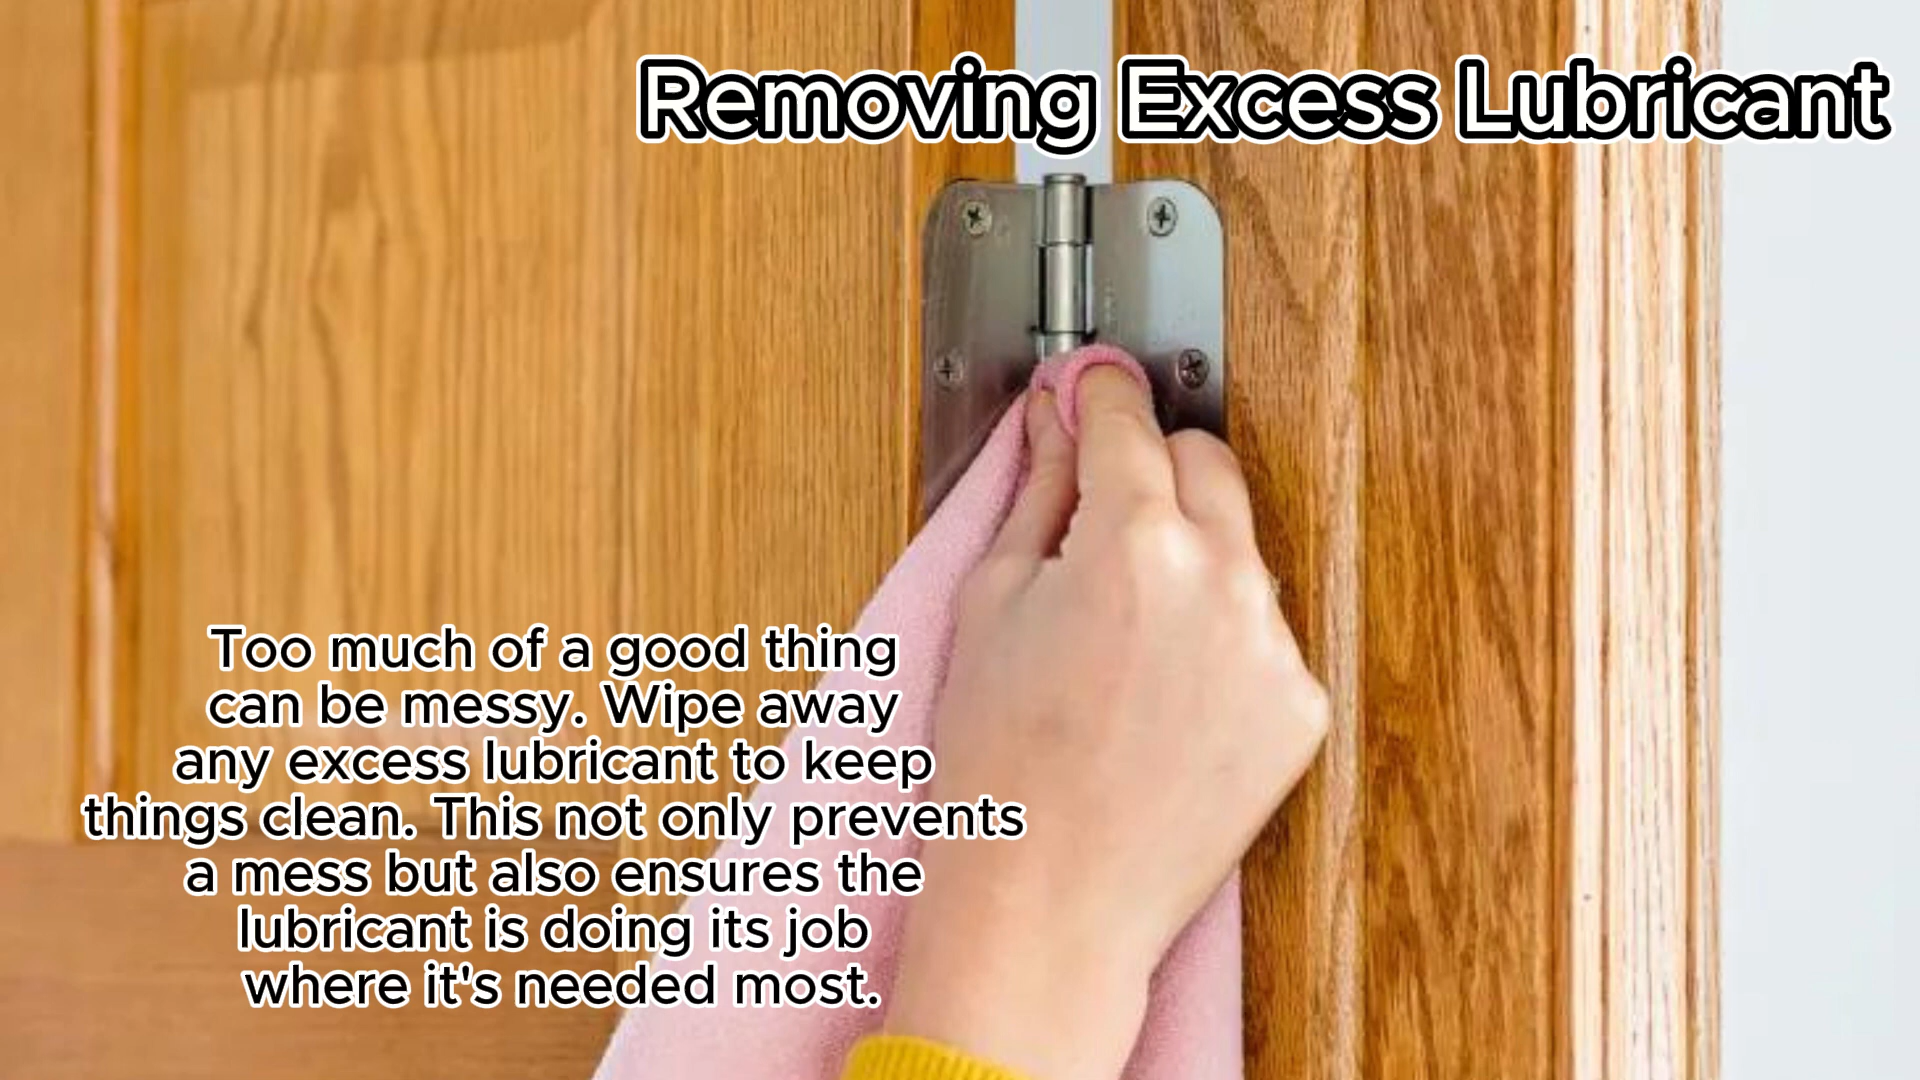 Removing Excess Lubricant
Too much of a good thing
can be messy. Wipe away
any excess lubricant to keep
things clean. This not only prevents
a mess but also ensures the
lubricant is doing its job
where it's needed most.